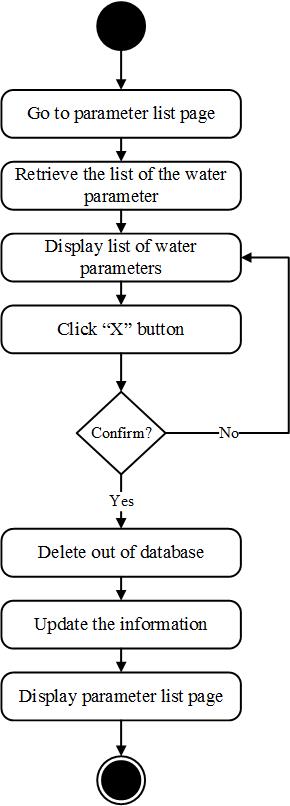 Go to parameter list page
Retrieve the list of the water
parameter
Display list of water
parameters
Click “X” button
Confirm?
No
Yes
Delete out of database
Update the information
Display parameter list page